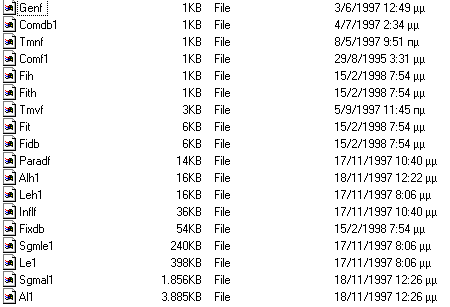 Genf 1KB File 3/6/1997 12:49 μμ
Comdb1 1KB File 4/7/1997 2:34 μμ
Tmnf 1KB File 8/5/1997 9:51 πμ
Comf1 1KB File 29/8/1995 3:31 μμ
Fih 1KB File 15/2/1998 7:54 μμ
Fith 1KB File 15/2/1998 7:54 μμ
Tmvf 3KB File 5/9/1997 11:45 πμ
Fit 6KB File 15/2/1998 7:54 μμ
Fidb 6KB File 15/2/1998 7:54 μμ
Paradf 14KB File 17/11/1997 10:40 μμ
Alh1 16KB File 18/11/1997 12:22 μμ
Leh1 16KB File 17/11/1997 8:06 μμ
Inflf 36KB File 17/11/1997 10:40 μμ
Fixdb 54KB File 15/2/1998 7:54 μμ
Sgmle1 240KB File 17/11/1997 8:06 μμ
Le1 398KB File 17/11/1997 8:06 μμ
Sgmal1 1.856KB File 18/11/1997 12:26 μμ
Al1 3.885KB File 18/11/1997 12:26 μμ